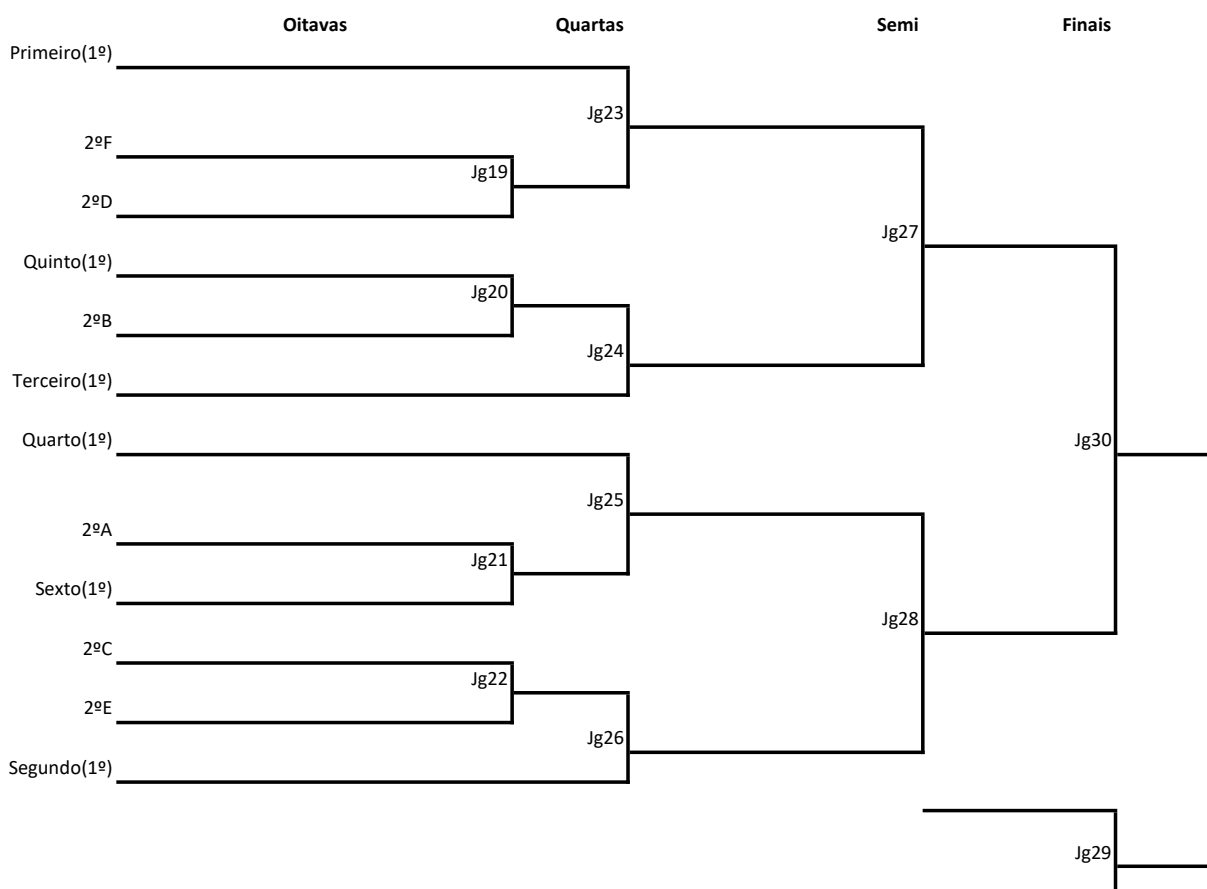 Oitavas Quartas Semi Finais
Primeiro(1º)
Jg23
2ºF
Jg19
2ºD
Jg27
Quinto(1º)
Jg20
2ºB
Jg24
Terceiro(1º)
Quarto(1º)
Jg30
Jg25
2ºA
Jg21
Sexto(1º)
Jg28
2ºC
Jg22
2ºE
Jg26
Segundo(1º)
Jg29